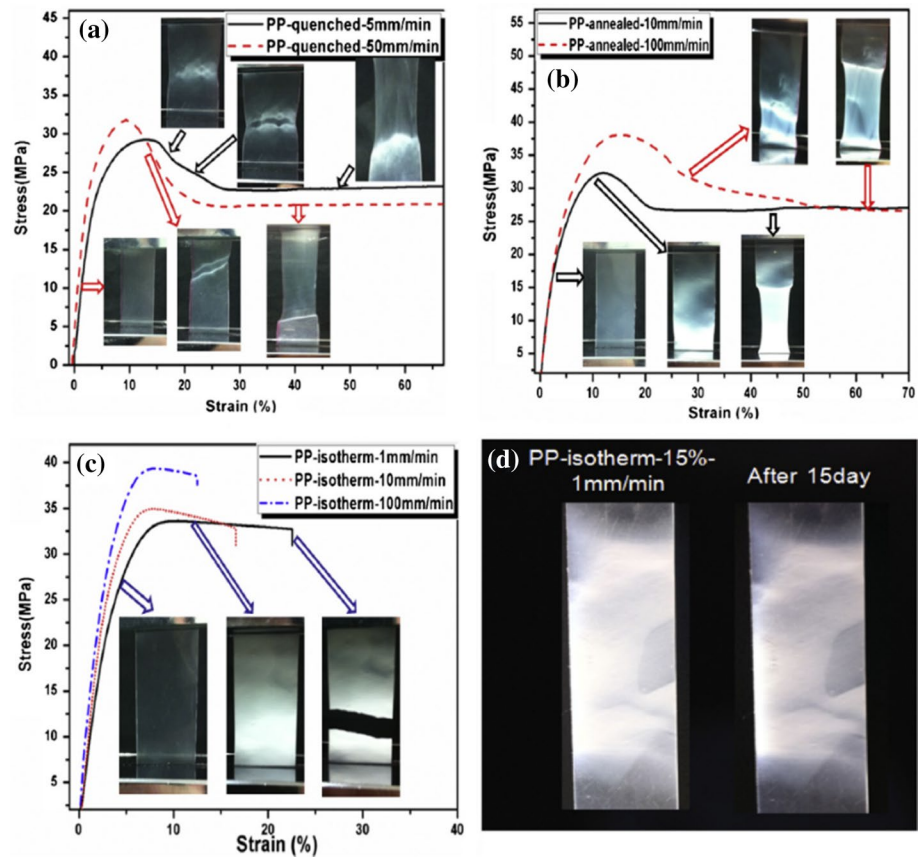 (a)
PP-quenched-5mm/min
PP-quenched-50mm/min
Stress(MPa)
45
40
35
30
25
20
15
10
5
0
0 10 20 30 40 50 60
Strain (%)
(b)
PP-annealed-10mm/min
PP-annealed-100mm/min
Stress(MPa)
55
50
45
40
35
30
25
20
15
10
5
0 10 20 30 40 50 60 70
Strain (%)
(c)
PP-isotherm-1mm/min
PP-isotherm-10mm/min
PP-isotherm-100mm/min
Stress(MPa)
40
35
30
25
20
15
10
5
0 10 20 30 40
Strain (%)
(d)
PP-isotherm-15%-
1mm/min
After 15day